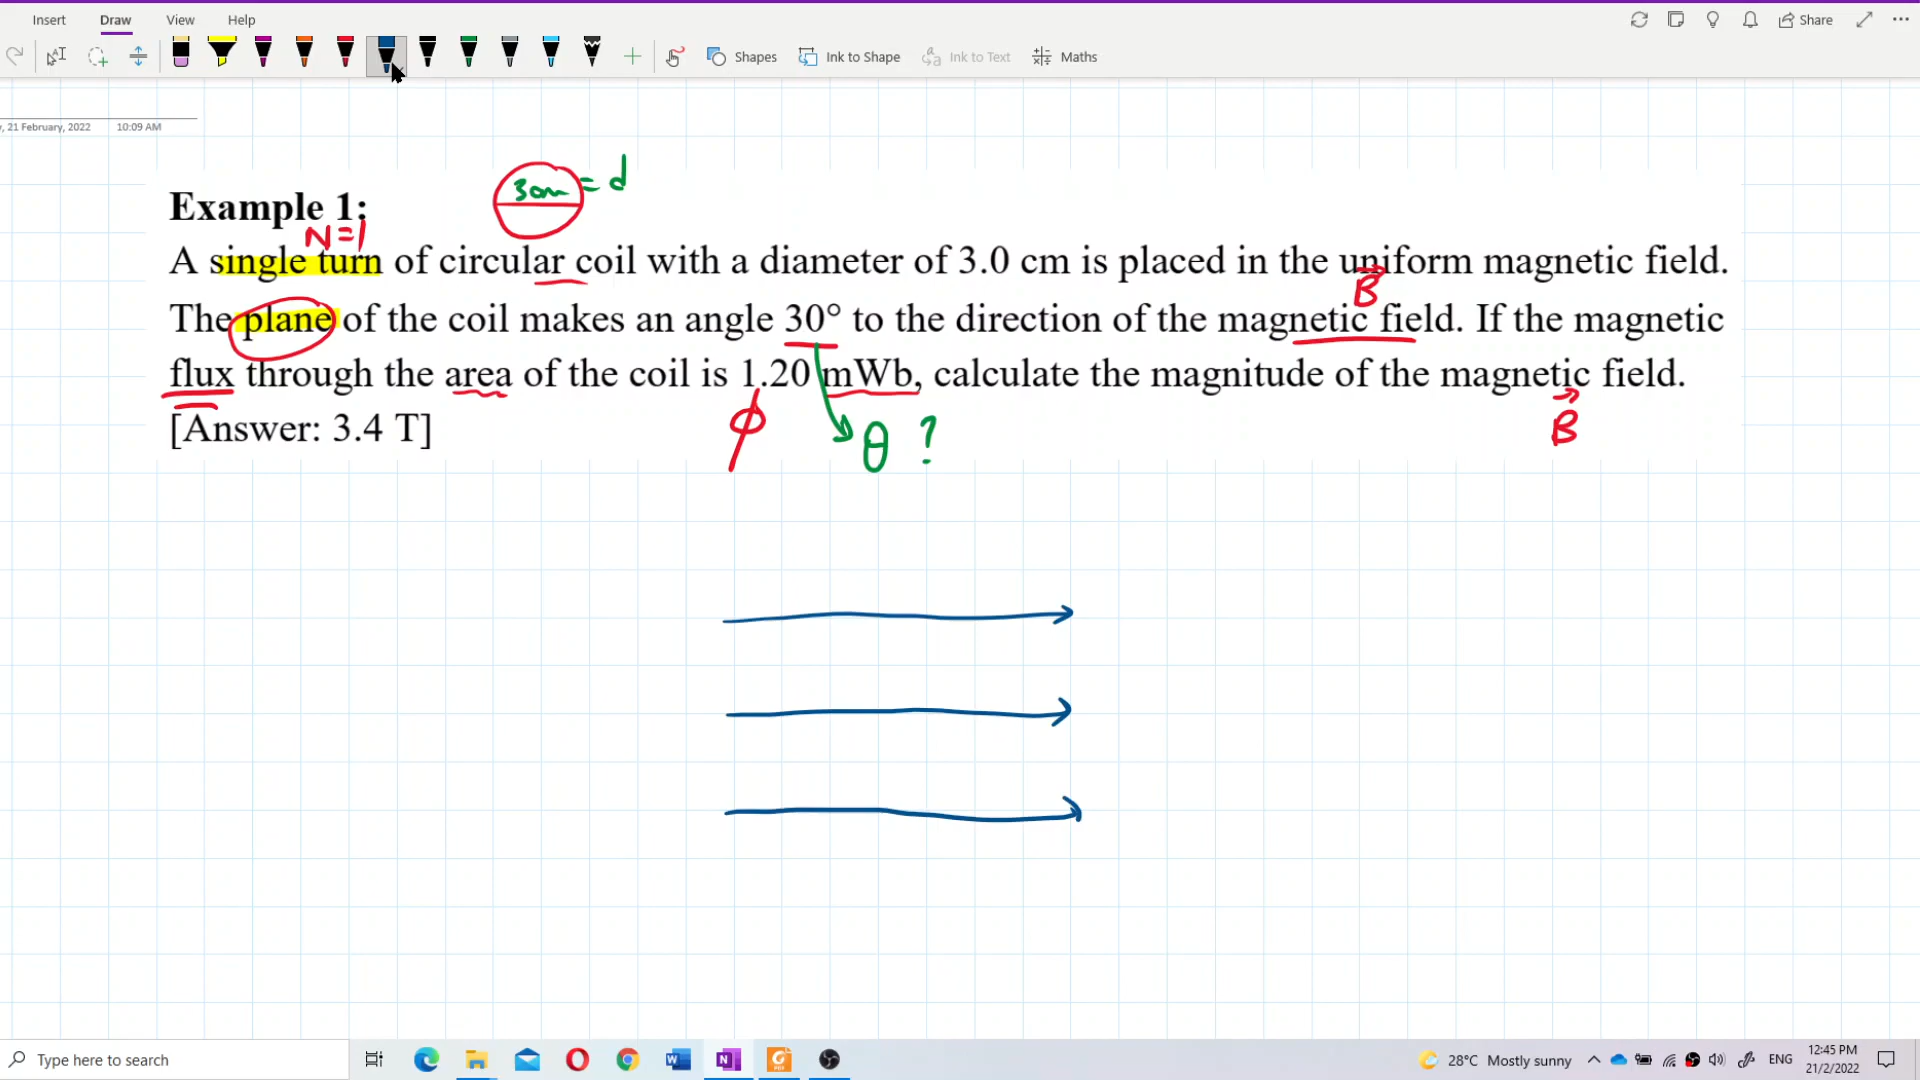 Insert Draw View Help
Share
Shapes Ink to Shape Ink to Text Maths
, 21 February, 2022 10:09 AM
3cm = d
Example 1:
N=1
A single turn of circular coil with a diameter of 3.0 cm is placed in the uniform magnetic field.
B
The plane of the coil makes an angle 30° to the direction of the magnetic field. If the magnetic
flux through the area of the coil is 1.20 mWb, calculate the magnitude of the magnetic field.
[Answer: 3.4 T]
ϕ θ ? B
Type here to search
28°C Mostly sunny ENG 12:45 PM
21/2/2022